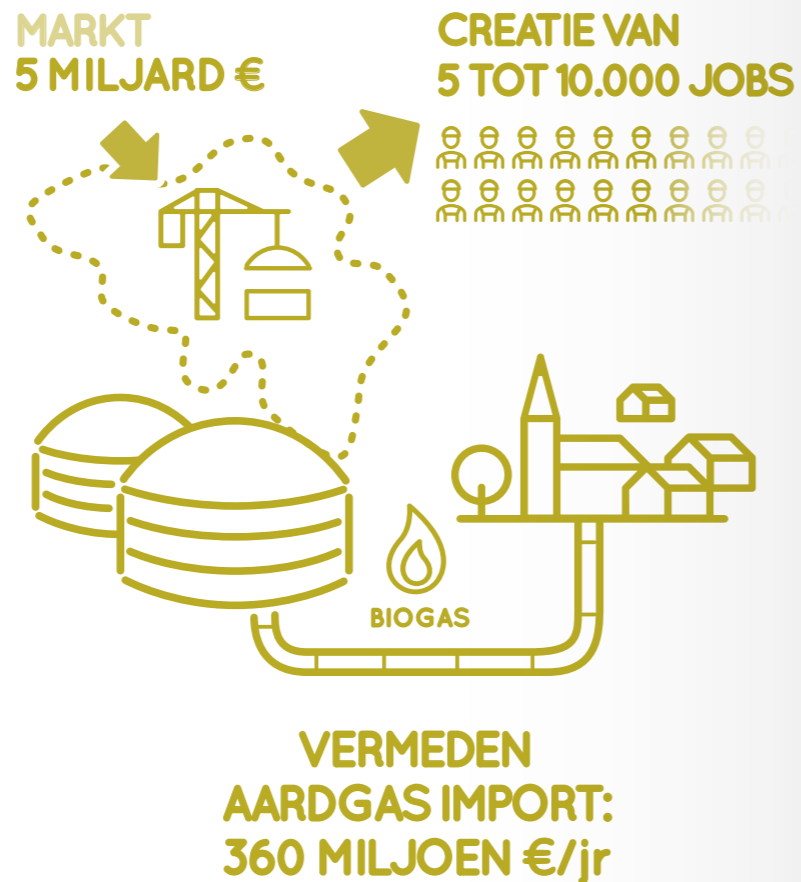 MARKT
5 MILJARD €
CREATIE VAN
5 TOT 10.000 JOBS
BIOGAS
VERMEDEN
AARDGAS IMPORT:
360 MILJOEN €/jr